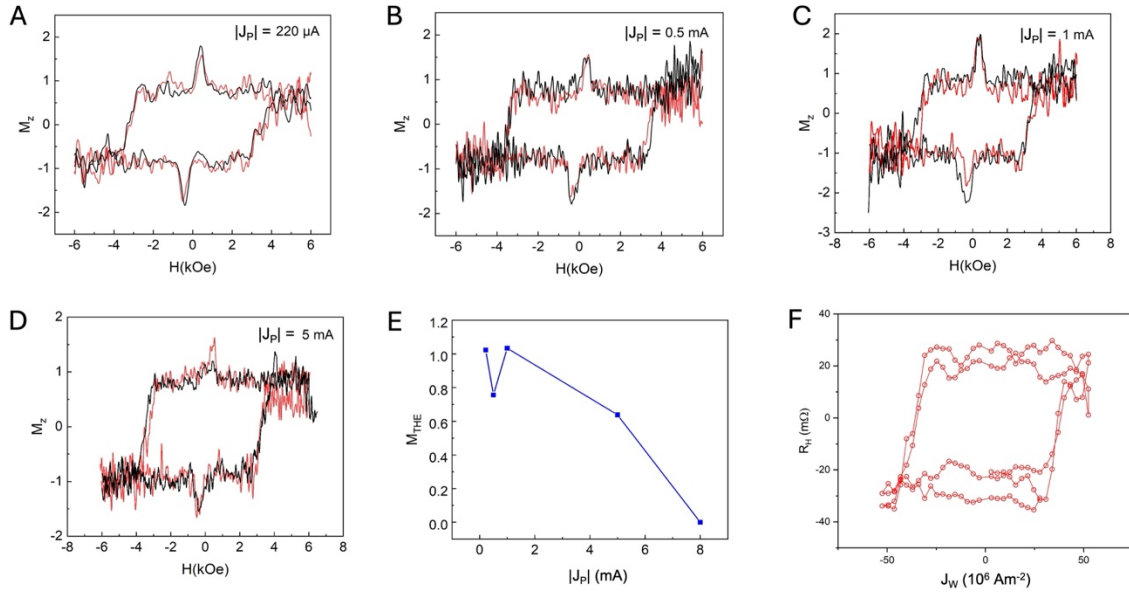 A
|J_P| = 220 μA
M_z
2
1
0
-1
-2
-6 -4 -2 0 2 4 6
H(kOe)
B
|J_P| = 0.5 mA
M_z
2
1
0
-1
-2
-6 -4 -2 0 2 4 6
H(kOe)
C
|J_P| = 1 mA
M_z
2
1
0
-1
-2
-3
-8 -6 -4 -2 0 2 4 6 8
H(kOe)
D
|J_P| = 5 mA
M_z
2
1
0
-1
-2
-8 -6 -4 -2 0 2 4 6 8
H(kOe)
E
M_THE
1.2
1.0
0.8
0.6
0.4
0.2
0.0
0 2 4 6 8
|J_P| (mA)
F
R_H (mΩ)
40
20
0
-20
-40
-50 0 50
J_W (10⁶ Am⁻²)